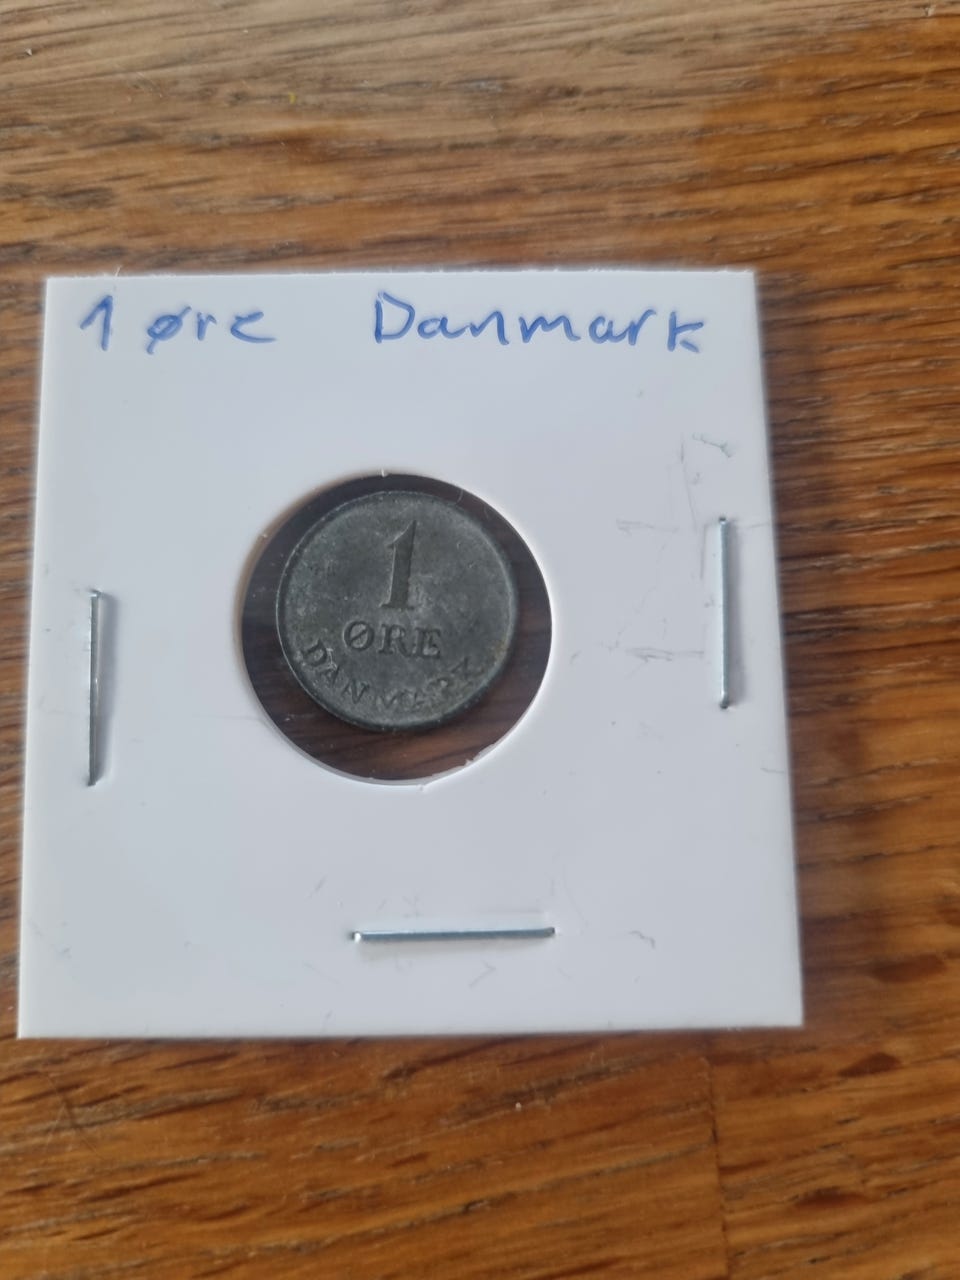 1 øre Danmark
1
ØRE
DANMARK